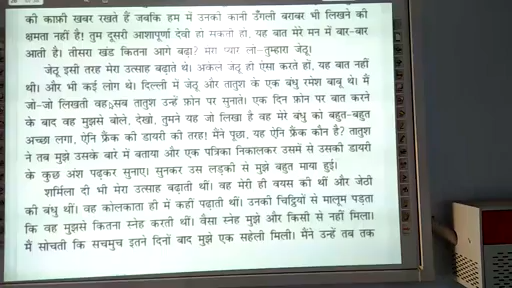 की काफ़ी खबर रखते हैं जबकि हम में उनकी कानी उँगली बराबर भी लिखने की
क्षमता नहीं है! तुम दूसरी आशापूर्णा देवी हो सकती हो, यह बात मेरे मन में बार-बार
आती है। तीसरा खंड कितना आगे बढ़ा? मेरा प्यार लो-तुम्हारा जेठू।
जेठू इसी तरह मेरा उत्साह बढ़ाते थे। अकेले जेठू ही ऐसा करते हों, यह बात नहीं
थी। और भी कई लोग थे। दिल्ली में जेठू और तातुश के एक बंधु रमेश बाबू थे। मैं
जो-जो लिखती वह सब तातुश उन्हें फ़ोन पर सुनाते। एक दिन फ़ोन पर बात करने
के बाद वह मुझसे बोले, देखो, तुमने यह जो लिखा है वह मेरे बंधु को बहुत-बहुत
अच्छा लगा, ऐनि फ्रैंक की डायरी की तरह! मैंने पूछा, यह ऐनि फ्रैंक कौन है? तातुश
ने तब मुझे उसके बारे में बताया और एक पत्रिका निकालकर उसमें से उसकी डायरी
के कुछ अंश पढ़कर सुनाए। सुनकर उस लड़की से मुझे बहुत माया हुई।
शर्मिला दी भी मेरा उत्साह बढ़ाती थीं। वह मेरी ही वयस की थीं और जेठी
की बंधु थीं। वह कोलकाता ही में कहीं पढ़ाती थीं। उनकी चिट्ठियों से मालूम पड़ता
कि वह मुझसे कितना स्नेह करती थीं। वैसा स्नेह मुझे और किसी से नहीं मिला।
मैं सोचती कि सचमुच इतने दिनों बाद मुझे एक सहेली मिली। मैंने उन्हें तब तक